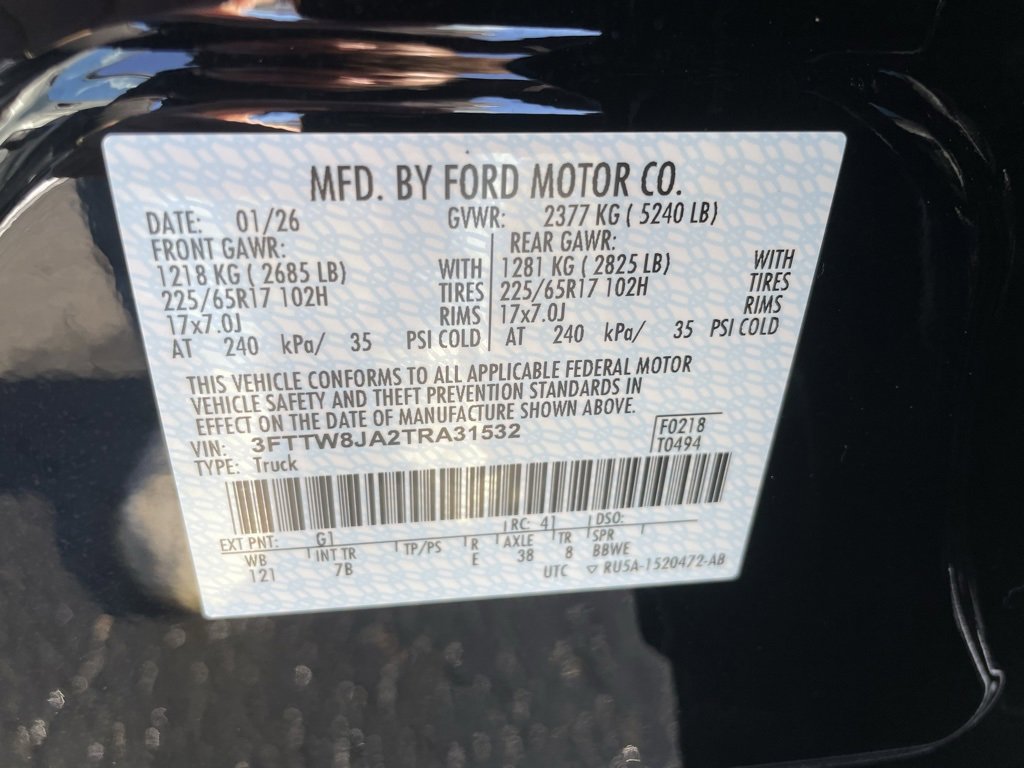 MFD. BY FORD MOTOR CO.
DATE: 01/26 GVWR: 2377 KG ( 5240 LB)
FRONT GAWR: REAR GAWR:
1218 KG ( 2685 LB) WITH 1281 KG ( 2825 LB) WITH
225/65R17 102H TIRES 225/65R17 102H TIRES
17x7.0J RIMS 17x7.0J RIMS
AT 240 kPa/ 35 PSI COLD AT 240 kPa/ 35 PSI COLD
THIS VEHICLE CONFORMS TO ALL APPLICABLE FEDERAL MOTOR
VEHICLE SAFETY AND THEFT PREVENTION STANDARDS IN
EFFECT ON THE DATE OF MANUFACTURE SHOWN ABOVE.
VIN: 3FTTW8JA2TRA31532 F0218
TYPE: Truck T0494
EXT PNT: G1 RC: 41 DSO:
WB INT TR TP/PS R AXLE TR SPR
121 7B E 38 8 BBWE
UTC ▽ RU5A-1520472-AB